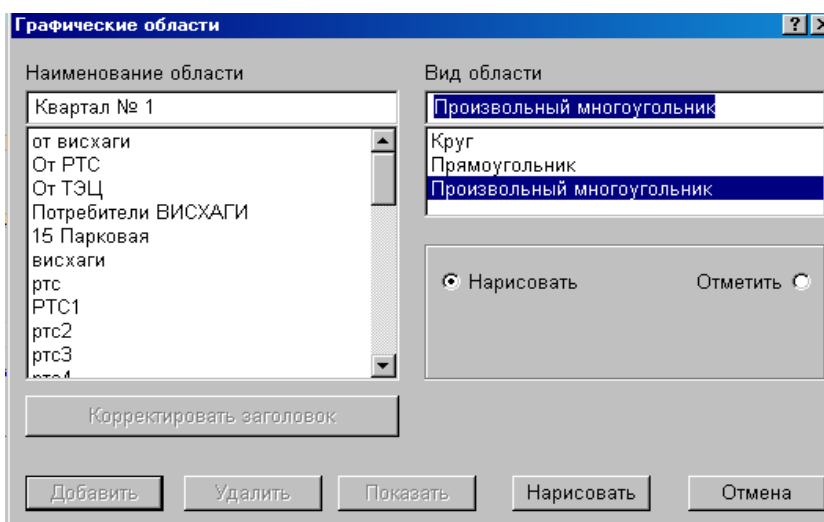 Графические области
Наименование области
Квартал № 1
от висхаги
От РТС
От ТЭЦ
Потребители ВИСХАГИ
15 Парковая
висхаги
ртс
РТС1
ртс2
ртс3
ртс4
Корректировать заголовок
Вид области
Произвольный многоугольник
Круг
Прямоугольник
Произвольный многоугольник
Нарисовать Отметить
Добавить Удалить Показать Нарисовать Отмена